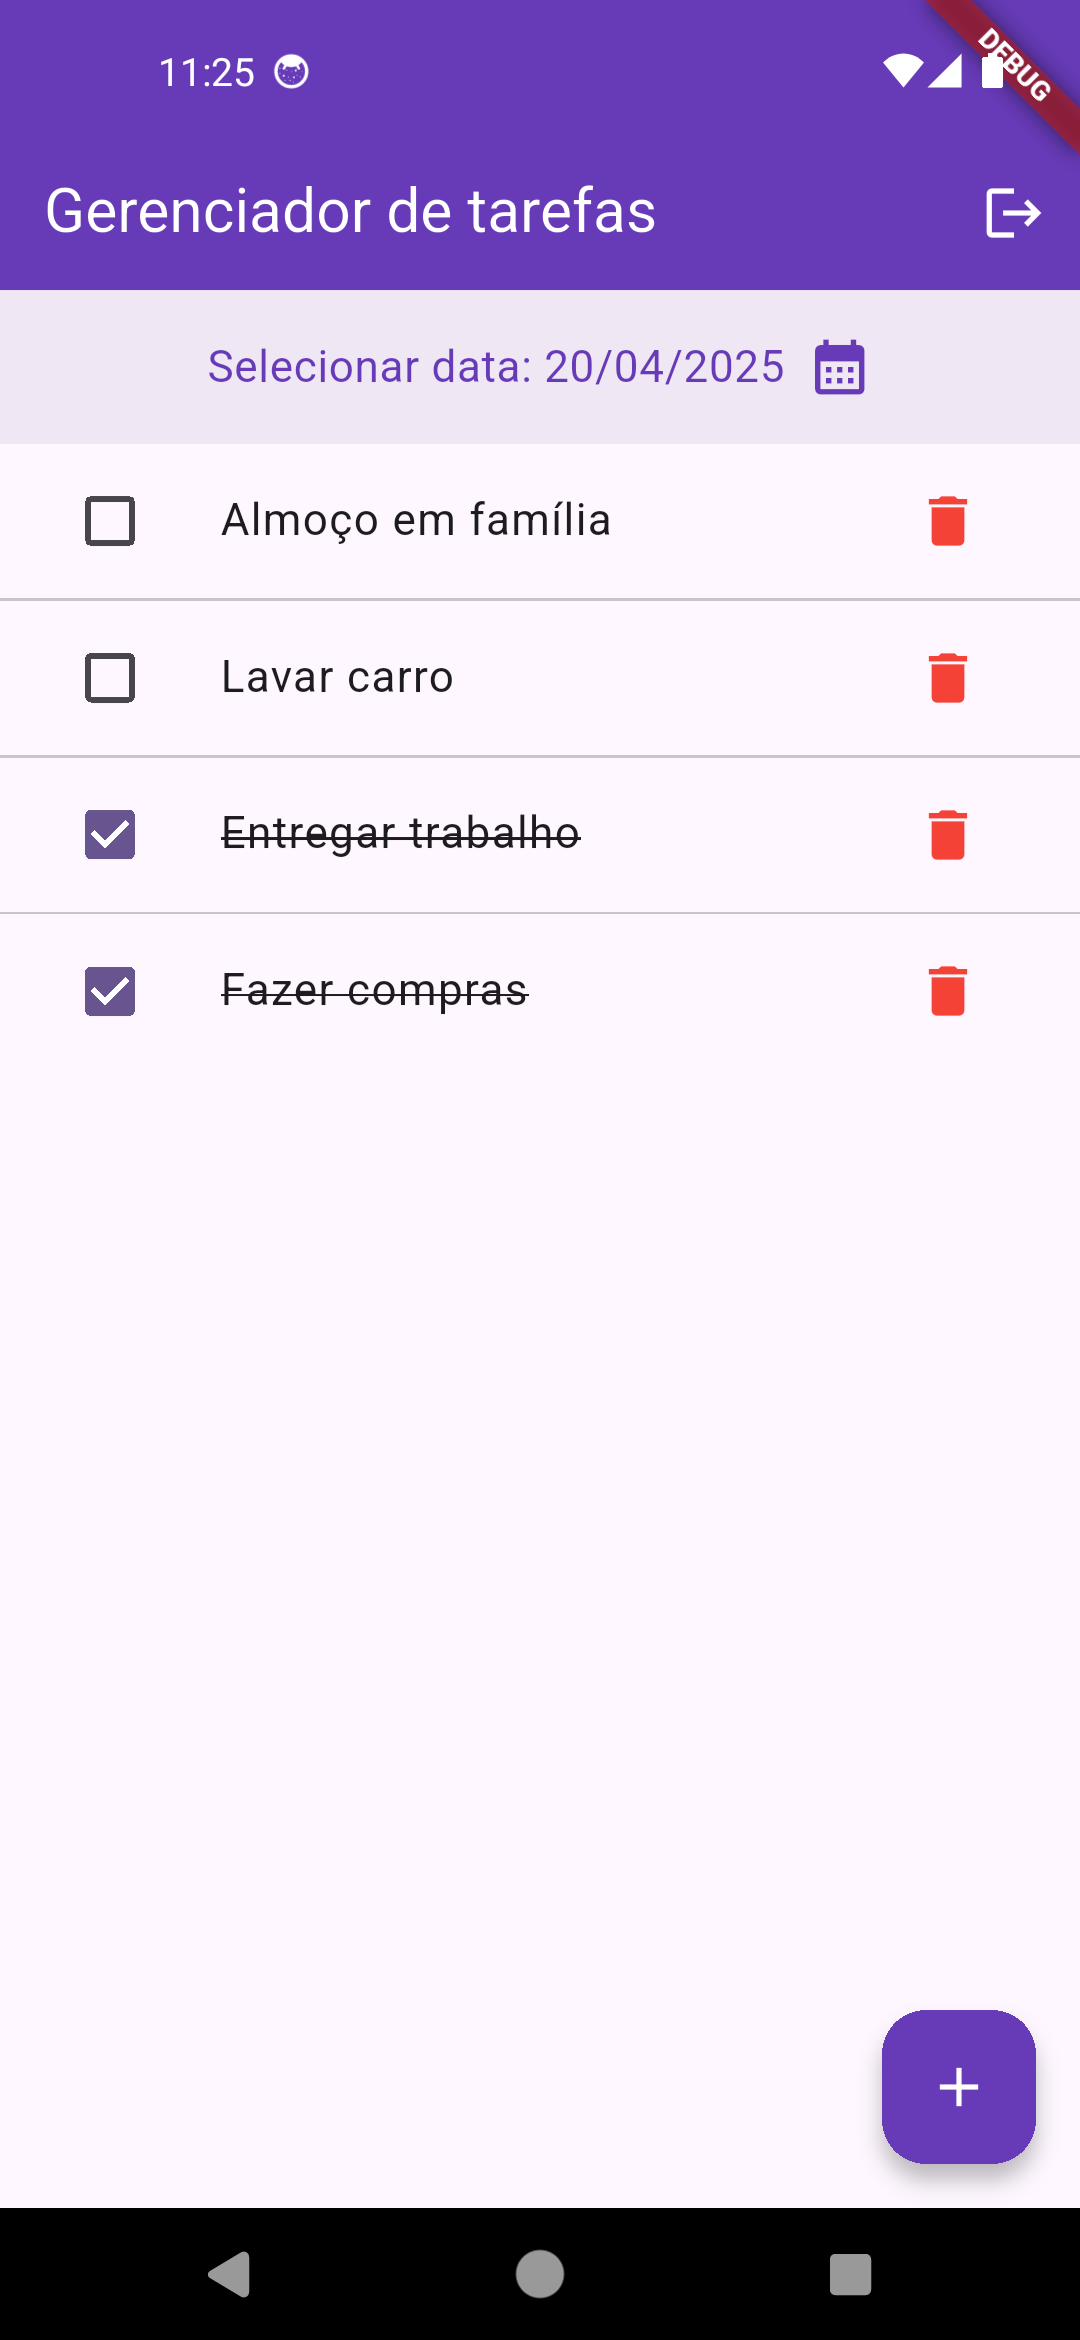 11:25
DEBUG
Gerenciador de tarefas
Selecionar data: 20/04/2025
Almoço em família
Lavar carro
Entregar trabalho
Fazer compras